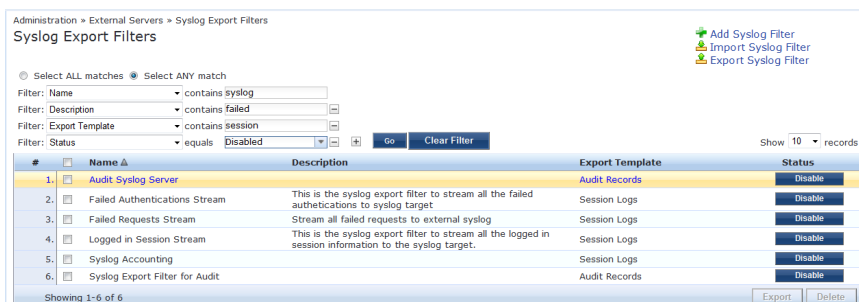 Administration » External Servers » Syslog Export Filters
Syslog Export Filters
Add Syslog Filter
Import Syslog Filter
Export Syslog Filter
Select ALL matches Select ANY match
Filter: Name contains syslog
Filter: Description contains failed
Filter: Export Template contains session
Filter: Status equals Disabled Go Clear Filter Show 10 records
# Name Description Export Template Status
1. Audit Syslog Server Audit Records Disable
2. Failed Authentications Stream This is the syslog export filter to stream all the failed authetications to syslog target Session Logs Disable
3. Failed Requests Stream Stream all failed requests to external syslog Session Logs Disable
4. Logged in Session Stream This is the syslog export filter to stream all the logged in session information to the syslog target. Session Logs Disable
5. Syslog Accounting Session Logs Disable
6. Syslog Export Filter for Audit Audit Records Disable
Showing 1-6 of 6 Export Delete